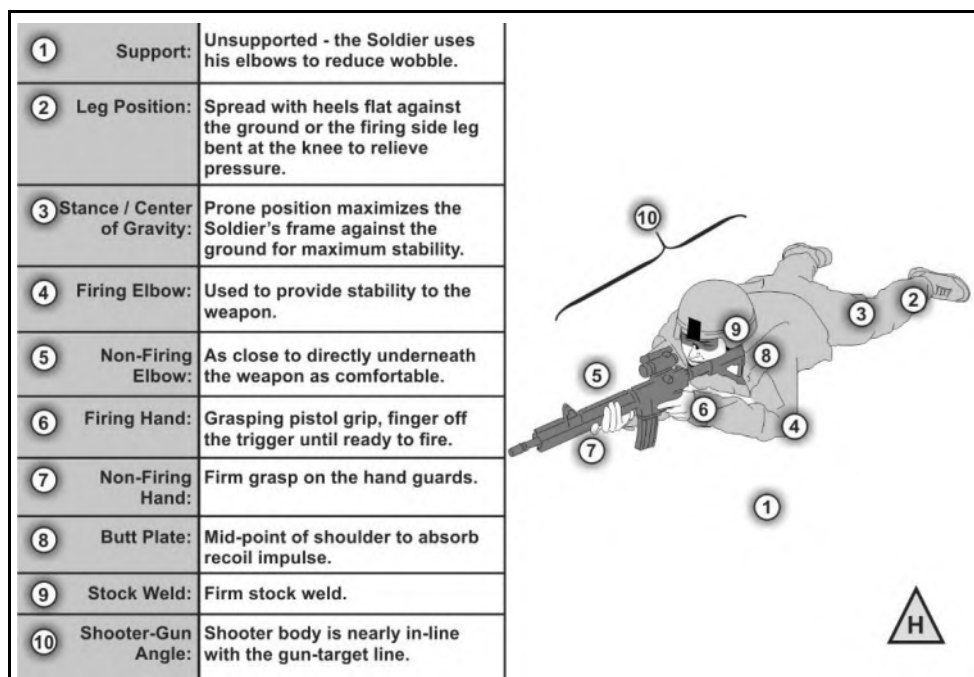 1 Support: Unsupported - the Soldier uses
his elbows to reduce wobble.
2 Leg Position: Spread with heels flat against
the ground or the firing side leg
bent at the knee to relieve
pressure.
3 Stance / Center
of Gravity:
Prone position maximizes the
Soldier's frame against the
ground for maximum stability.
4 Firing Elbow: Used to provide stability to the
weapon.
5 Non-Firing
Elbow:
As close to directly underneath
the weapon as comfortable.
6 Firing Hand: Grasping pistol grip, finger off
the trigger until ready to fire.
7 Non-Firing
Hand:
Firm grasp on the hand guards.
8 Butt Plate: Mid-point of shoulder to absorb
recoil impulse.
9 Stock Weld: Firm stock weld.
10 Shooter-Gun
Angle:
Shooter body is nearly in-line
with the gun-target line.
10
2
3
9
8
5
6
4
7
1
H